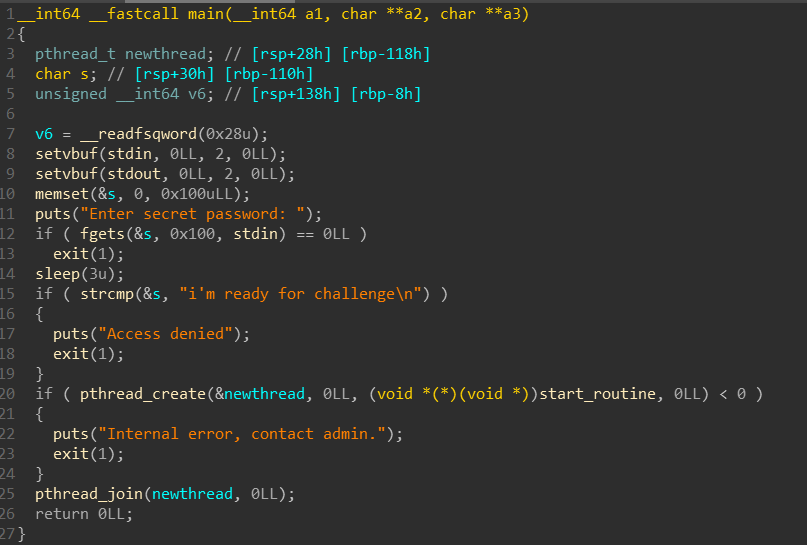 1 __int64 __fastcall main(__int64 a1, char **a2, char **a3)
2 {
3   pthread_t newthread; // [rsp+28h] [rbp-118h]
4   char s; // [rsp+30h] [rbp-110h]
5   unsigned __int64 v6; // [rsp+138h] [rbp-8h]
6
7   v6 = __readfsqword(0x28u);
8   setvbuf(stdin, 0LL, 2, 0LL);
9   setvbuf(stdout, 0LL, 2, 0LL);
10   memset(&s, 0, 0x100uLL);
11   puts("Enter secret password: ");
12   if ( fgets(&s, 0x100, stdin) == 0LL )
13     exit(1);
14   sleep(3u);
15   if ( strcmp(&s, "i'm ready for challenge\n") )
16   {
17     puts("Access denied");
18     exit(1);
19   }
20   if ( pthread_create(&newthread, 0LL, (void *(*)(void *))start_routine, 0LL) < 0 )
21   {
22     puts("Internal error, contact admin.");
23     exit(1);
24   }
25   pthread_join(newthread, 0LL);
26   return 0LL;
27 }